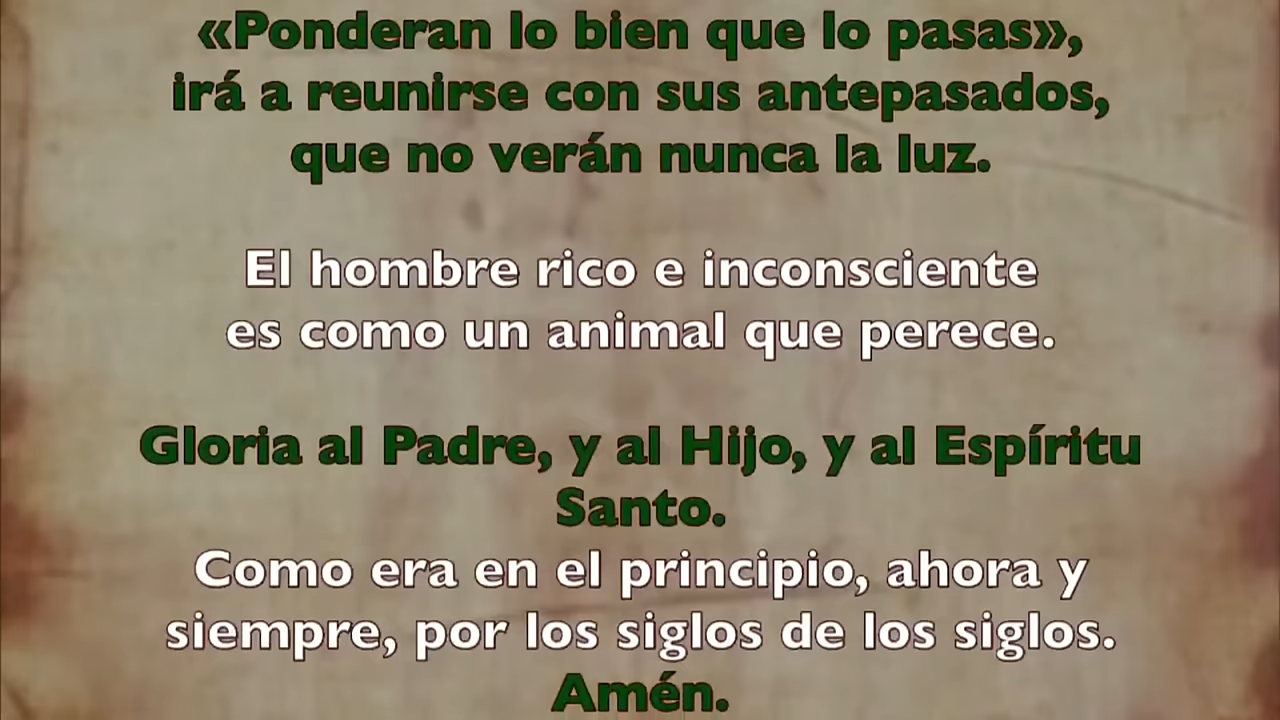 «Ponderan lo bien que lo pasas»,
irá a reunirse con sus antepasados,
que no verán nunca la luz.
El hombre rico e inconsciente
es como un animal que perece.
Gloria al Padre, y al Hijo, y al Espíritu
Santo.
Como era en el principio, ahora y
siempre, por los siglos de los siglos.
Amén.